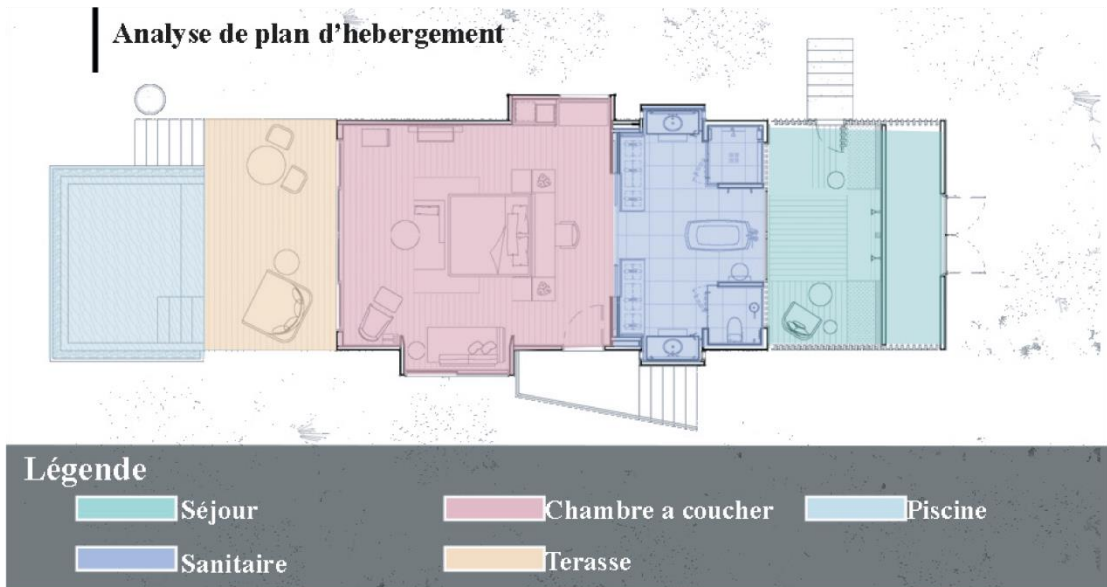 Analyse de plan d’hebergement
Légende
Séjour
Chambre a coucher
Piscine
Sanitaire
Terasse